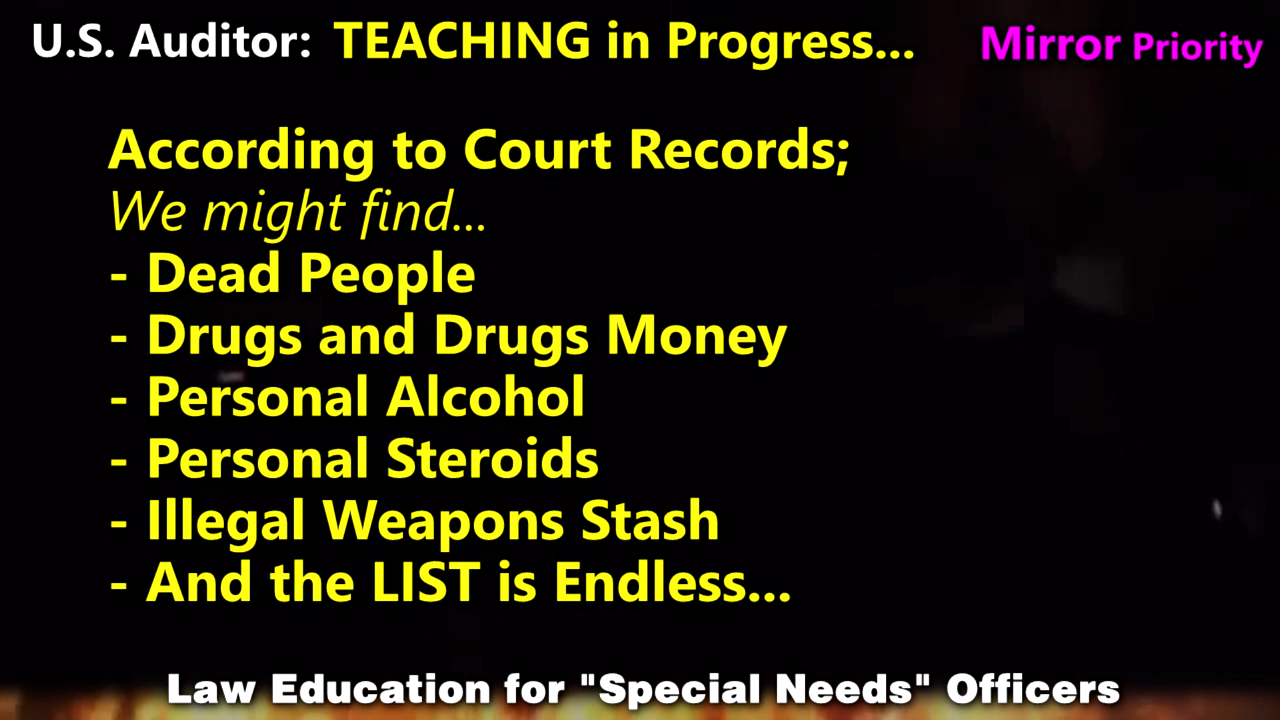 U.S. Auditor: TEACHING in Progress... Mirror Priority
According to Court Records;
We might find...
- Dead People
- Drugs and Drugs Money
- Personal Alcohol
- Personal Steroids
- Illegal Weapons Stash
- And the LIST is Endless...
Law Education for "Special Needs" Officers